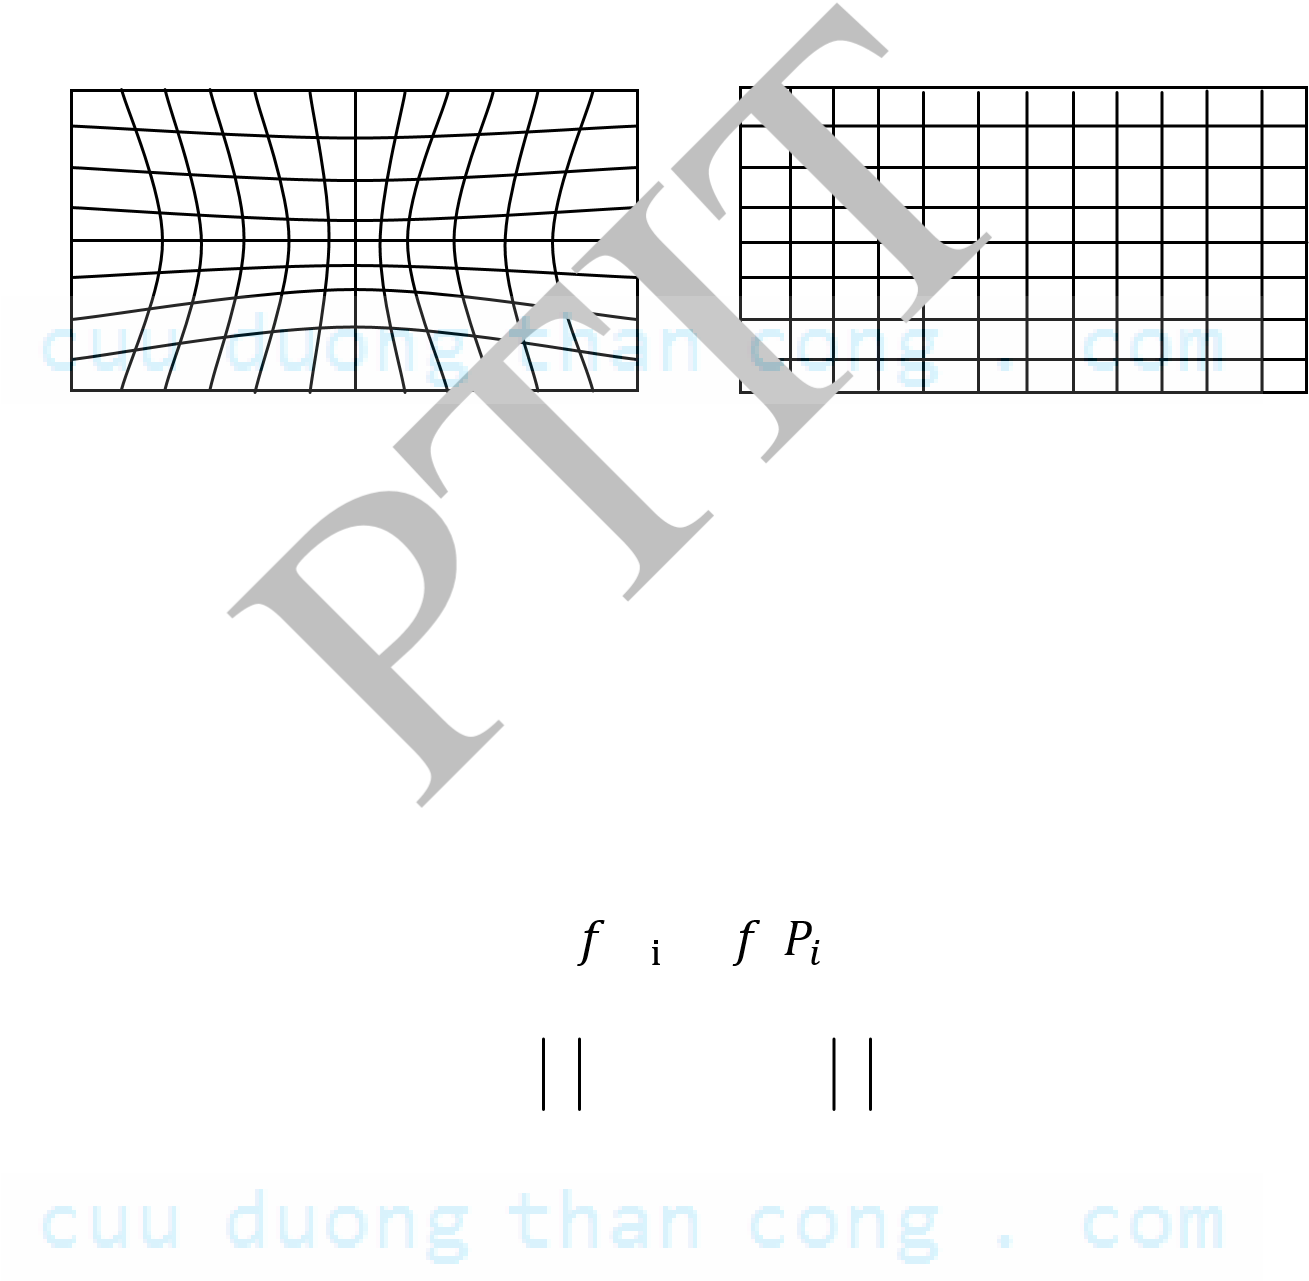 cuu duong than cong . com
PTIT
f i f P i
| | | |
cuu duong than cong . com